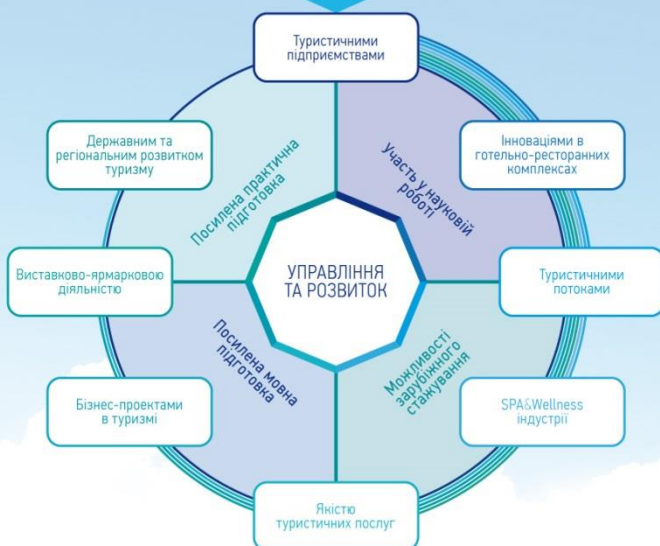 Туристичними
підприємствами
Державним та
регіональним розвитком
туризму
Інноваціями в
готельно-ресторанних
комплексах
Посилена практична
підготовка
Участь у науковій
роботі
УПРАВЛІННЯ
ТА РОЗВИТОК
Виставково-ярмарковою
діяльністю
Туристичними
потоками
Посилена мовна
підготовка
Можливості
зарубіжного
стажування
Бізнес-проектами
в туризмі
SPA&Wellness
індустрії
Якістю
туристичних послуг